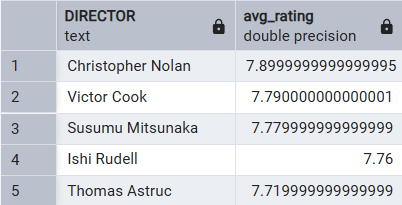 DIRECTOR avg_rating
text double precision
1 Christopher Nolan 7.8999999999999995
2 Victor Cook 7.790000000000001
3 Susumu Mitsunaka 7.779999999999999
4 Ishi Rudell 7.76
5 Thomas Astruc 7.719999999999999